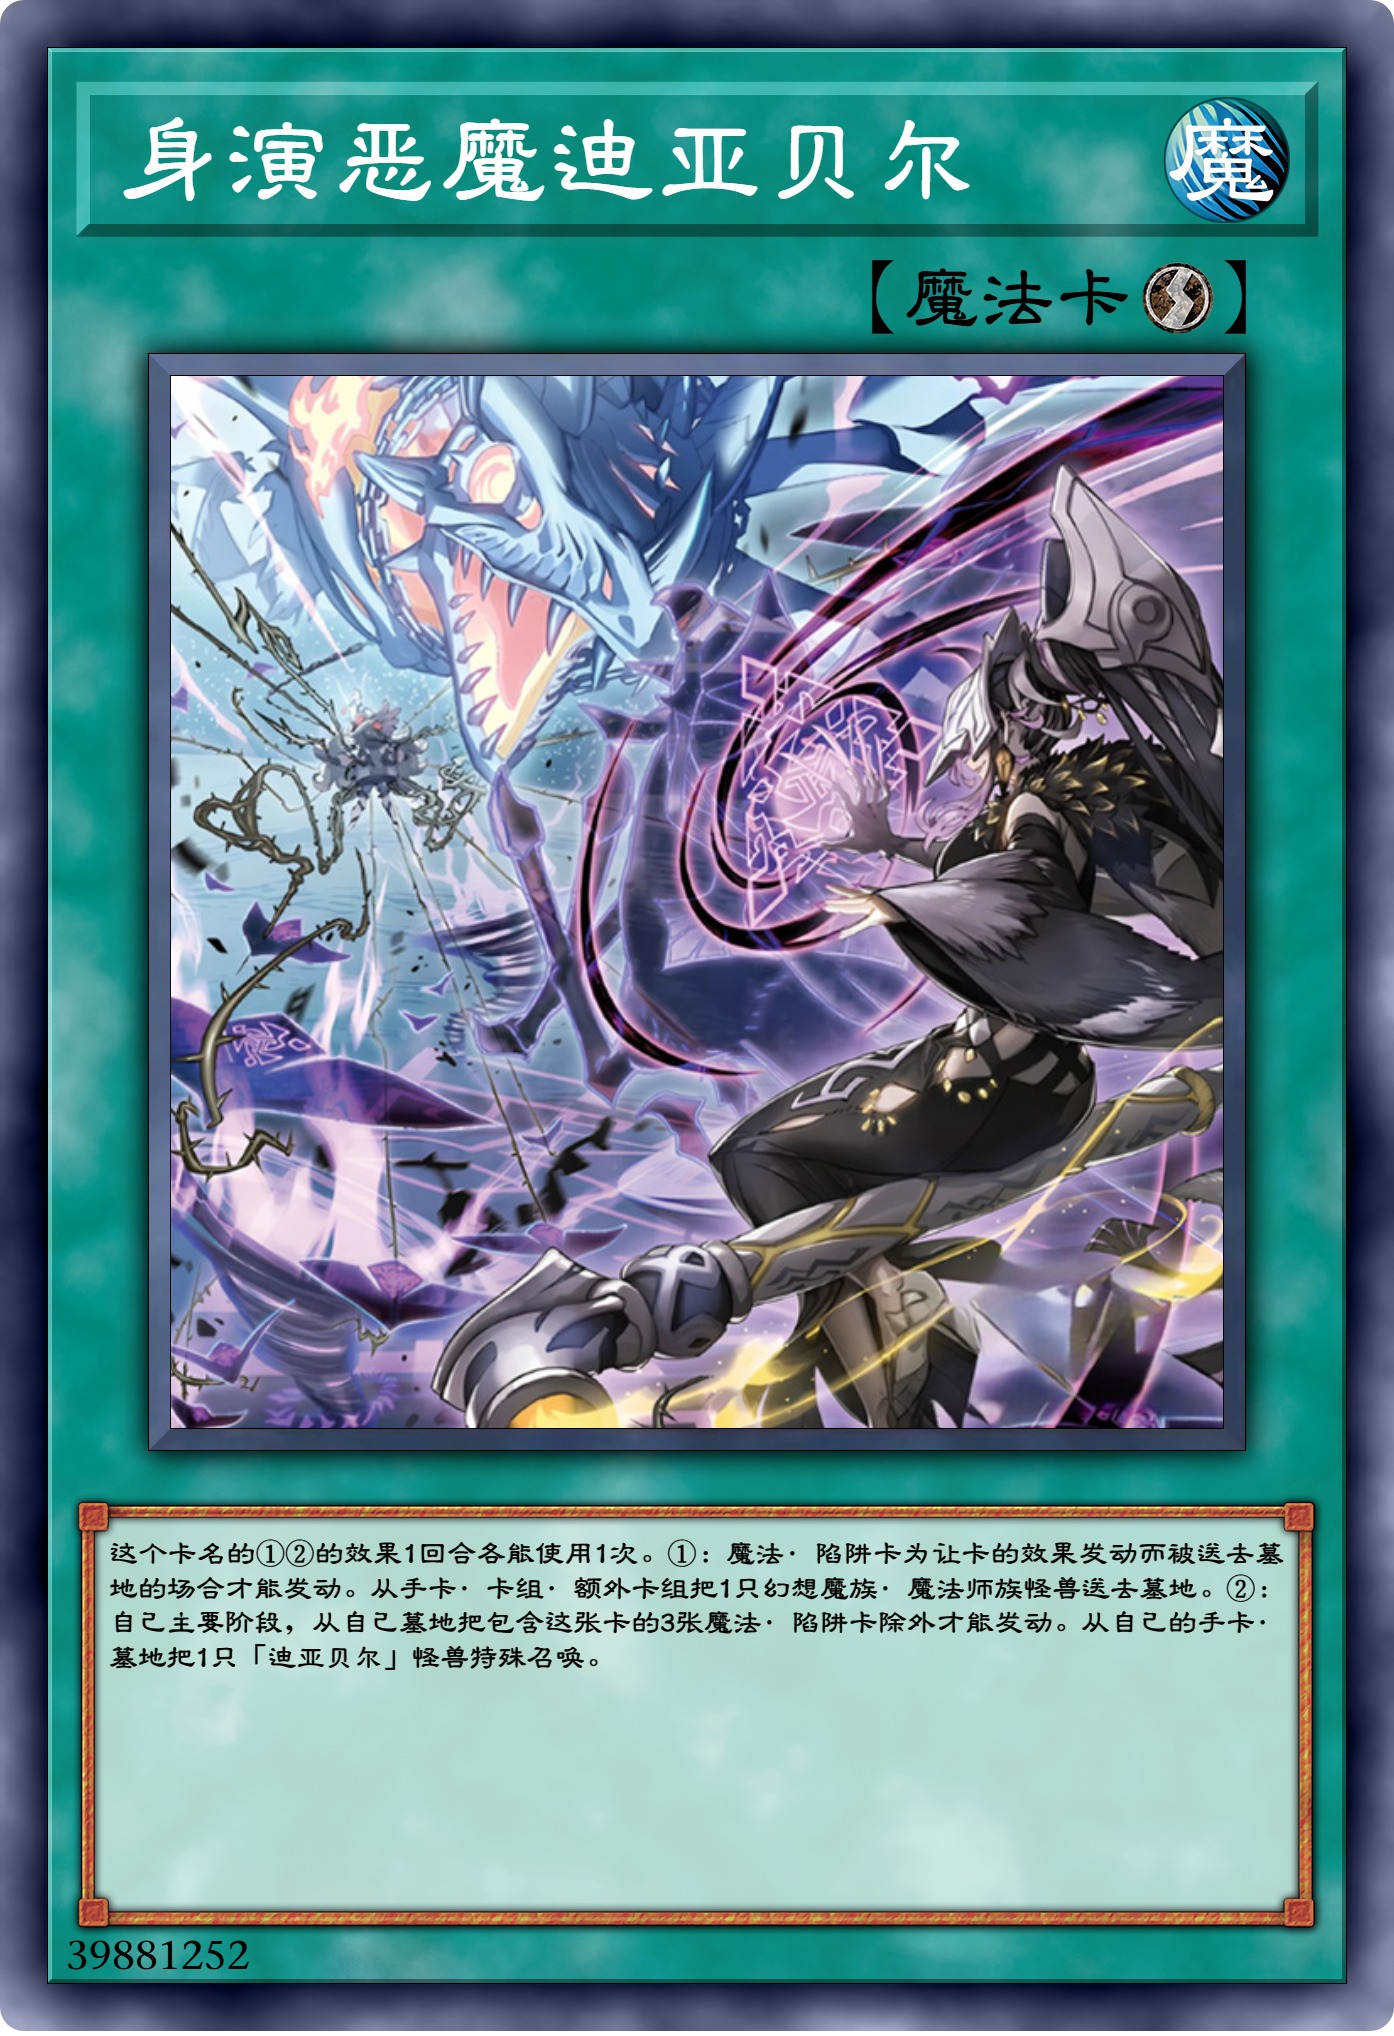 身演恶魔迪亚贝尔
魔
【魔法卡】
这个卡名的①②的效果1回合各能使用1次。①：魔法·陷阱卡为让卡的效果发动而被送去墓
地的场合才能发动。从手卡·卡组·额外卡组把1只幻想魔族·魔法师族怪兽送去墓地。②：
自己主要阶段，从自己墓地把包含这张卡的3张魔法·陷阱卡除外才能发动。从自己的手卡·
墓地把1只「迪亚贝尔」怪兽特殊召唤。
39881252